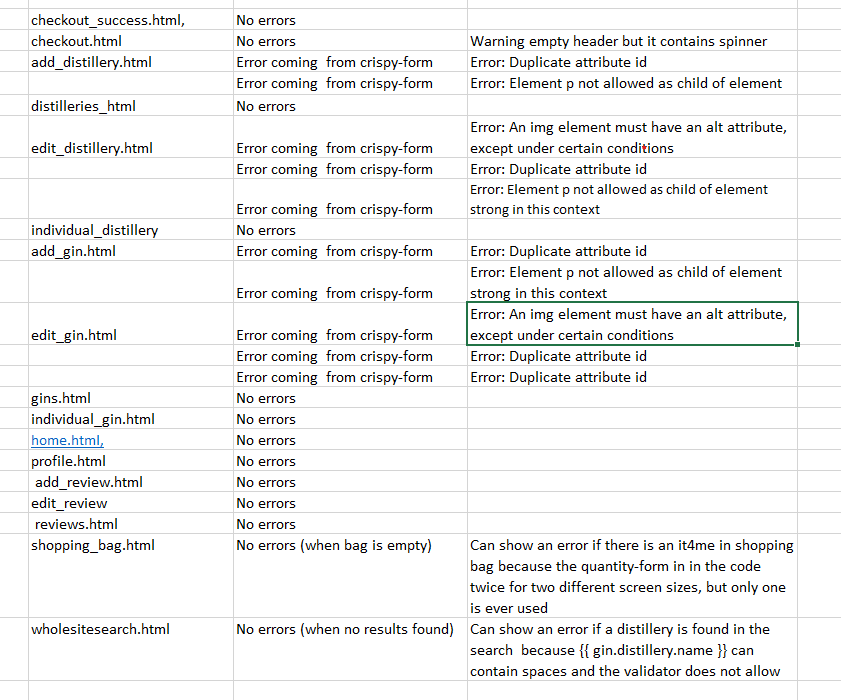 checkout_success.html, No errors
checkout.html No errors Warning empty header but it contains spinner
add_distillery.html Error coming  from crispy-form Error: Duplicate attribute id
Error coming  from crispy-form Error: Element p not allowed as child of element
distilleries_html No errors
Error: An img element must have an alt attribute,
edit_distillery.html Error coming  from crispy-form except under certain conditions
Error coming  from crispy-form Error: Duplicate attribute id
Error: Element p not allowed as child of element
Error coming  from crispy-form strong in this context
individual_distillery No errors
add_gin.html Error coming  from crispy-form Error: Duplicate attribute id
Error: Element p not allowed as child of element
Error coming  from crispy-form strong in this context
Error: An img element must have an alt attribute,
edit_gin.html Error coming  from crispy-form except under certain conditions
Error coming  from crispy-form Error: Duplicate attribute id
Error coming  from crispy-form Error: Duplicate attribute id
gins.html No errors
individual_gin.html No errors
home.html, No errors
profile.html No errors
add_review.html No errors
edit_review No errors
reviews.html No errors
shopping_bag.html No errors (when bag is empty) Can show an error if there is an it4me in shopping
bag because the quantity-form in in the code
twice for two different screen sizes, but only one
is ever used
wholesitesearch.html No errors (when no results found) Can show an error if a distillery is found in the
search  because {{ gin.distillery.name }} can
contain spaces and the validator does not allow